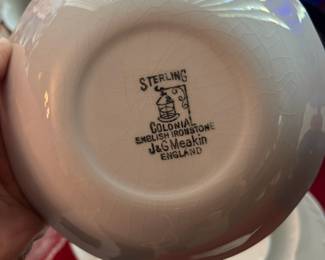 STERLING
COLONIAL
ENGLISH IRONSTONE
J&G Meakin
ENGLAND